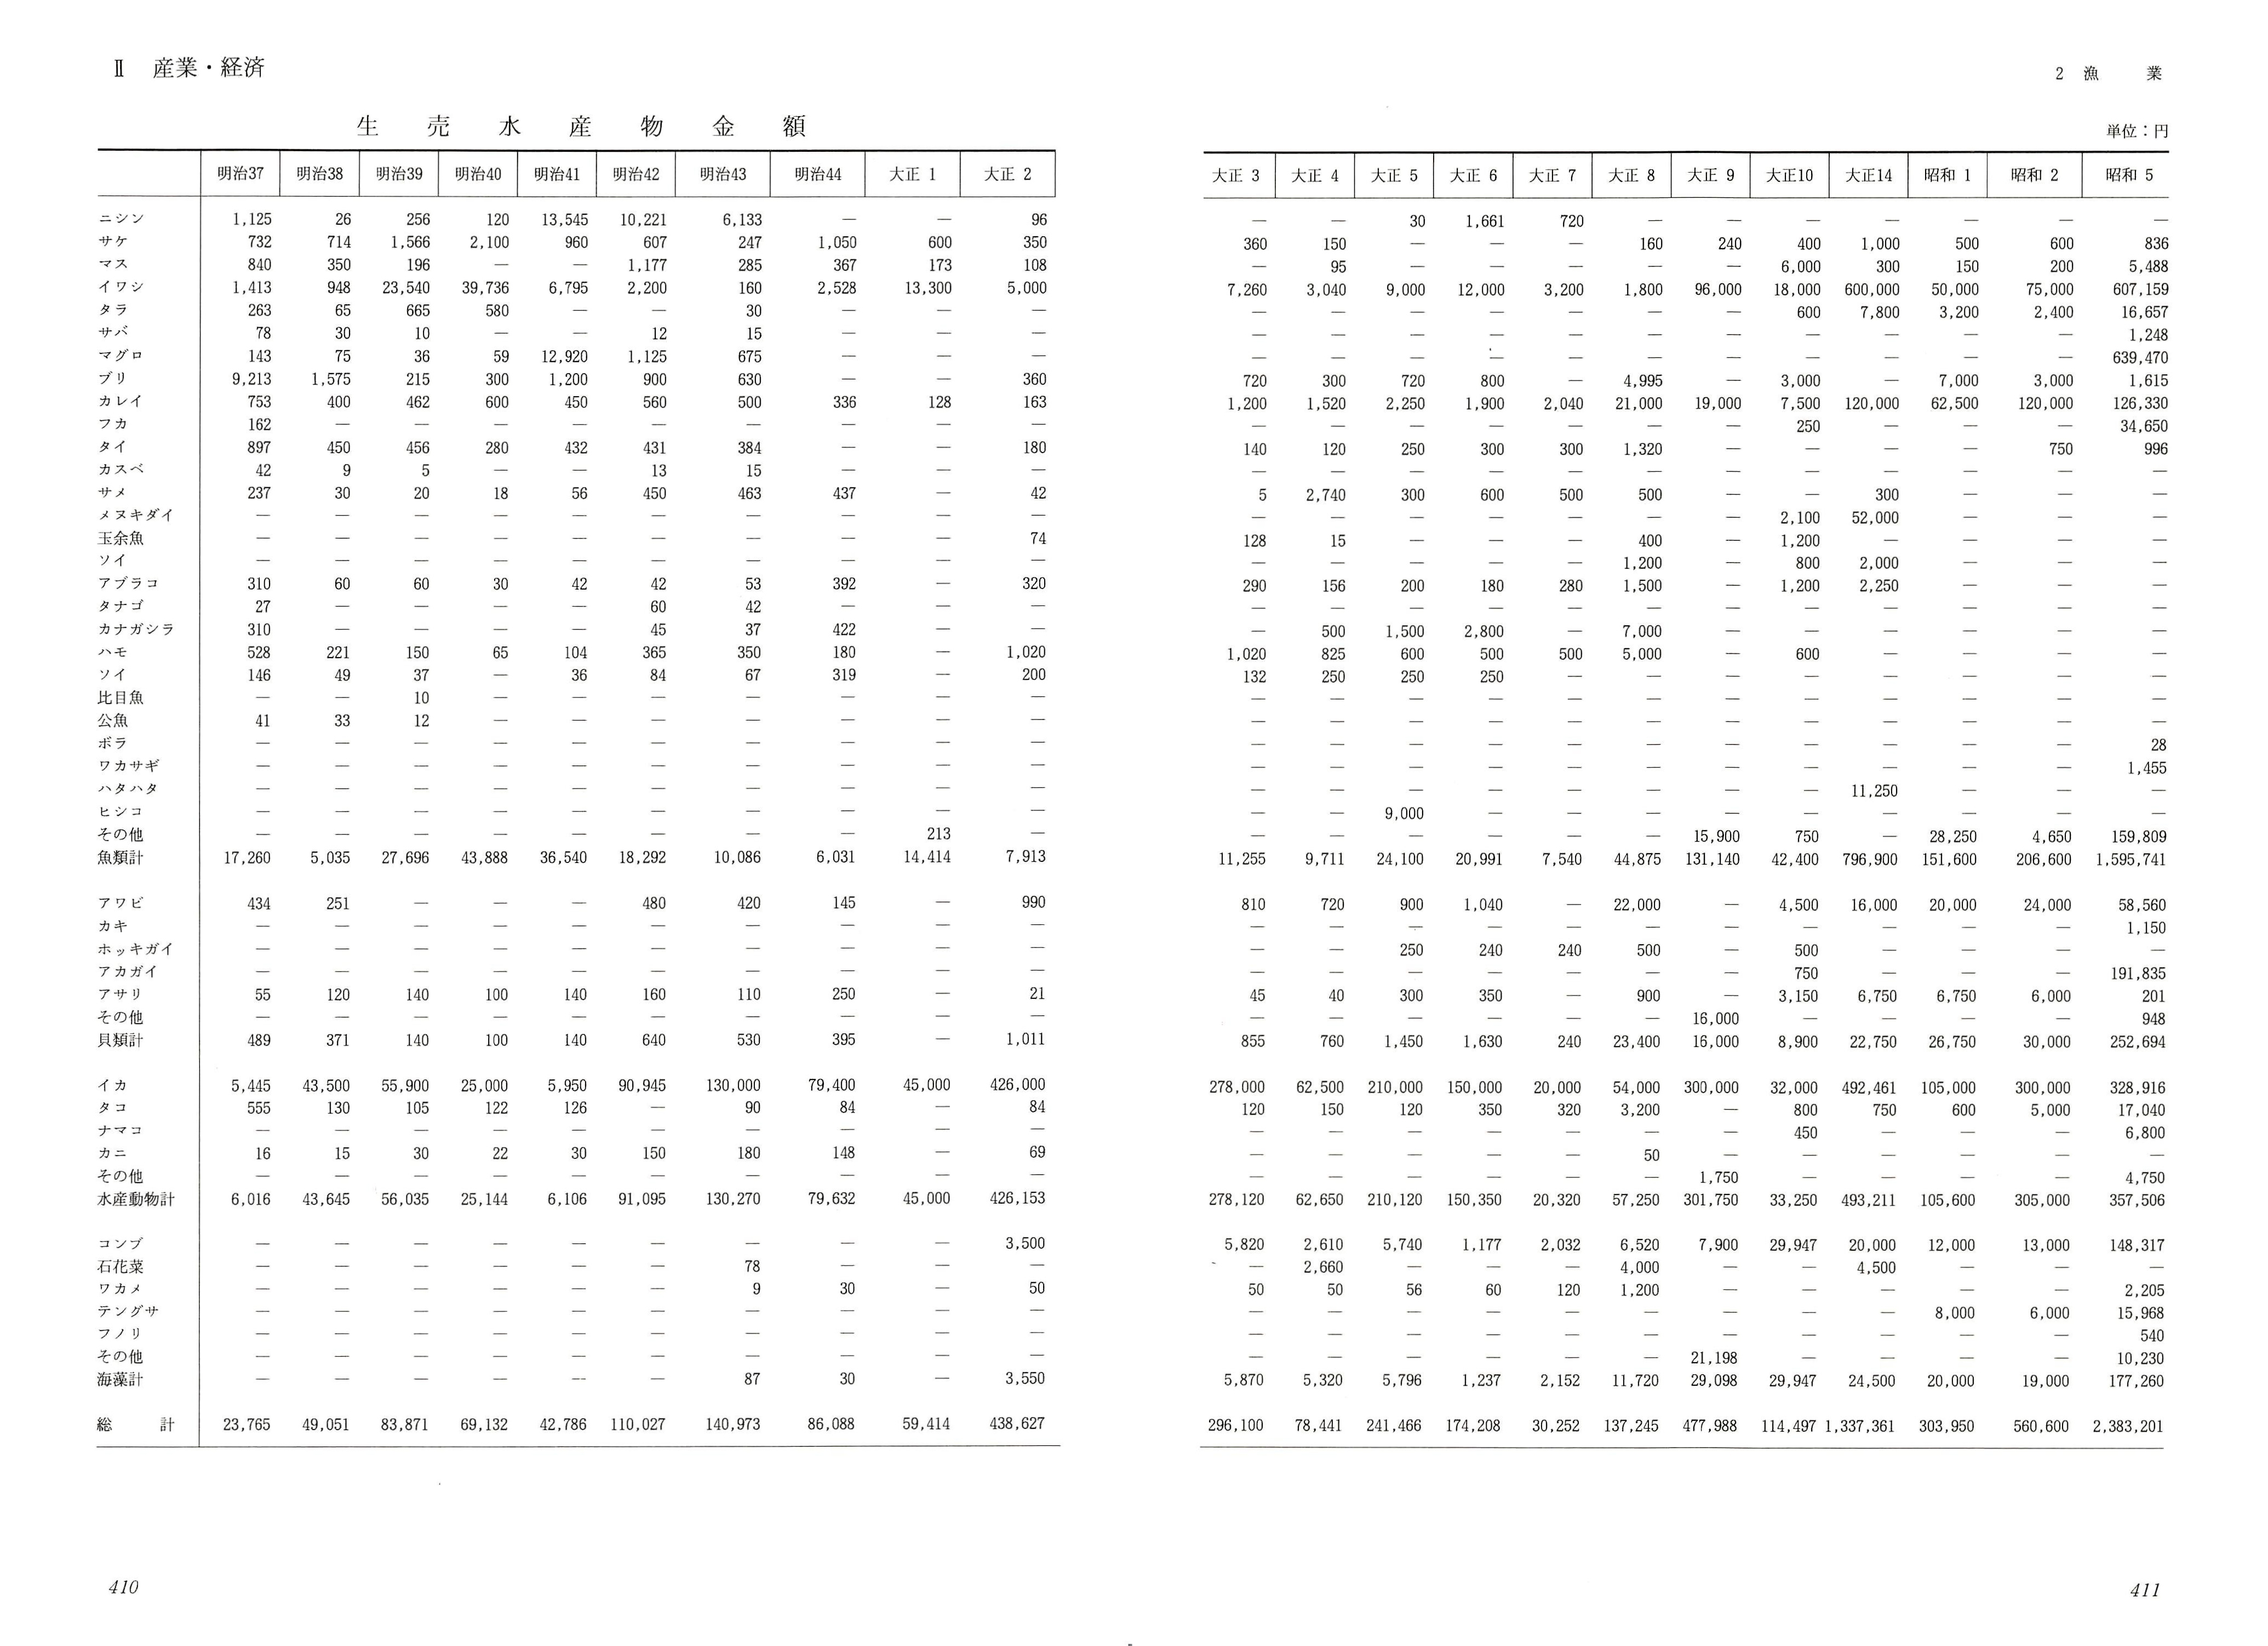 Ⅱ 産業・経済
生売水産物金額
明治37 明治38 明治39 明治40 明治41 明治42 明治43 明治44 大正 1 大正 2
ニシン 1,125 26 256 120 13,545 10,221 6,133 — — 96
サケ 732 714 1,566 2,100 960 607 247 1,050 600 350
マス 840 350 196 — — 1,177 285 367 173 108
イワシ 1,413 948 23,540 39,736 6,795 2,200 160 2,528 13,300 5,000
タラ 263 65 665 580 — — 30 — — —
サバ 78 30 10 — — 12 15 — — —
マグロ 143 75 36 59 12,920 1,125 675 — — —
ブリ 9,213 1,575 215 300 1,200 900 630 — — 360
カレイ 753 400 462 600 450 560 500 336 128 163
フカ 162 — — — — — — — — —
タイ 897 450 456 280 432 431 384 — — 180
カスベ 42 9 5 — — 13 15 — — —
サメ 237 30 20 18 56 450 463 437 — 42
メヌキダイ — — — — — — — — — —
玉余魚 — — — — — — — — — 74
ソイ — — — — — — — — — —
アブラコ 310 60 60 30 42 42 53 392 — 320
タナゴ 27 — — — — 60 42 — — —
カナガシラ 310 — — — — 45 37 422 — —
ハモ 528 221 150 65 104 365 350 180 — 1,020
ソイ 146 49 37 — 36 84 67 319 — 200
比目魚 — — 10 — — — — — — —
公魚 41 33 12 — — — — — — —
ボラ — — — — — — — — — —
ワカサギ — — — — — — — — — —
ハタハタ — — — — — — — — — —
ヒシコ — — — — — — — — — —
その他 — — — — — — — — 213 —
魚類計 17,260 5,035 27,696 43,888 36,540 18,292 10,086 6,031 14,414 7,913
アワビ 434 251 — — — 480 420 145 — 990
カキ — — — — — — — — — —
ホッキガイ — — — — — — — — — —
アカガイ — — — — — — — — — —
アサリ 55 120 140 100 140 160 110 250 — 21
その他 — — — — — — — — — —
貝類計 489 371 140 100 140 640 530 395 — 1,011
イカ 5,445 43,500 55,900 25,000 5,950 90,945 130,000 79,400 45,000 426,000
タコ 555 130 105 122 126 — 90 84 — 84
ナマコ — — — — — — — — — —
カニ 16 15 30 22 30 150 180 148 — 69
その他 — — — — — — — — — —
水産動物計 6,016 43,645 56,035 25,144 6,106 91,095 130,270 79,632 45,000 426,153
コンブ — — — — — — — — — 3,500
石花菜 — — — — — — 78 — — —
ワカメ — — — — — — 9 30 — 50
テングサ — — — — — — — — — —
フノリ — — — — — — — — — —
その他 — — — — — — — — — —
海藻計 — — — — — — 87 30 — 3,550
総計 23,765 49,051 83,871 69,132 42,786 110,027 140,973 86,088 59,414 438,627
410
2 漁業
単位：円
大正 3 大正 4 大正 5 大正 6 大正 7 大正 8 大正 9 大正10 大正14 昭和 1 昭和 2 昭和 5
— — 30 1,661 720 — — — — — — —
360 150 — — — 160 240 400 1,000 500 600 836
— 95 — — — — — 6,000 300 150 200 5,488
7,260 3,040 9,000 12,000 3,200 1,800 96,000 18,000 600,000 50,000 75,000 607,159
— — — — — — — 600 7,800 3,200 2,400 16,657
— — — — — — — — — — — 1,248
— — — — — — — — — — — 639,470
720 300 720 800 — 4,995 — 3,000 — 7,000 3,000 1,615
1,200 1,520 2,250 1,900 2,040 21,000 19,000 7,500 120,000 62,500 120,000 126,330
— — — — — — — 250 — — — 34,650
140 120 250 300 300 1,320 — — — — 750 996
— — — — — — — — — — — —
5 2,740 300 600 500 500 — — 300 — — —
— — — — — — — 2,100 52,000 — — —
128 15 — — — 400 — 1,200 — — — —
— — — — — 1,200 — 800 2,000 — — —
290 156 200 180 280 1,500 — 1,200 2,250 — — —
— — — — — — — — — — — —
— 500 1,500 2,800 — 7,000 — — — — — —
1,020 825 600 500 500 5,000 — 600 — — — —
132 250 250 250 — — — — — — — —
— — — — — — — — — — — —
— — — — — — — — — — — —
— — — — — — — — — — — 28
— — — — — — — — — — — 1,455
— — — — — — — — 11,250 — — —
— — 9,000 — — — — — — — — —
— — — — — — 15,900 750 — 28,250 4,650 159,809
11,255 9,711 24,100 20,991 7,540 44,875 131,140 42,400 796,900 151,600 206,600 1,595,741
810 720 900 1,040 — 22,000 — 4,500 16,000 20,000 24,000 58,560
— — — — — — — — — — — 1,150
— — 250 240 240 500 — 500 — — — —
— — — — — — — 750 — — — 191,835
45 40 300 350 — 900 — 3,150 6,750 6,750 6,000 201
— — — — — — 16,000 — — — — 948
855 760 1,450 1,630 240 23,400 16,000 8,900 22,750 26,750 30,000 252,694
278,000 62,500 210,000 150,000 20,000 54,000 300,000 32,000 492,461 105,000 300,000 328,916
120 150 120 350 320 3,200 — 800 750 600 5,000 17,040
— — — — — — — 450 — — — 6,800
— — — — — 50 — — — — — —
— — — — — — 1,750 — — — — 4,750
278,120 62,650 210,120 150,350 20,320 57,250 301,750 33,250 493,211 105,600 305,000 357,506
5,820 2,610 5,740 1,177 2,032 6,520 7,900 29,947 20,000 12,000 13,000 148,317
— 2,660 — — — 4,000 — — 4,500 — — —
50 50 56 60 120 1,200 — — — — — 2,205
— — — — — — — — — 8,000 6,000 15,968
— — — — — — — — — — — 540
— — — — — — 21,198 — — — — 10,230
5,870 5,320 5,796 1,237 2,152 11,720 29,098 29,947 24,500 20,000 19,000 177,260
296,100 78,441 241,466 174,208 30,252 137,245 477,988 114,497 1,337,361 303,950 560,600 2,383,201
411